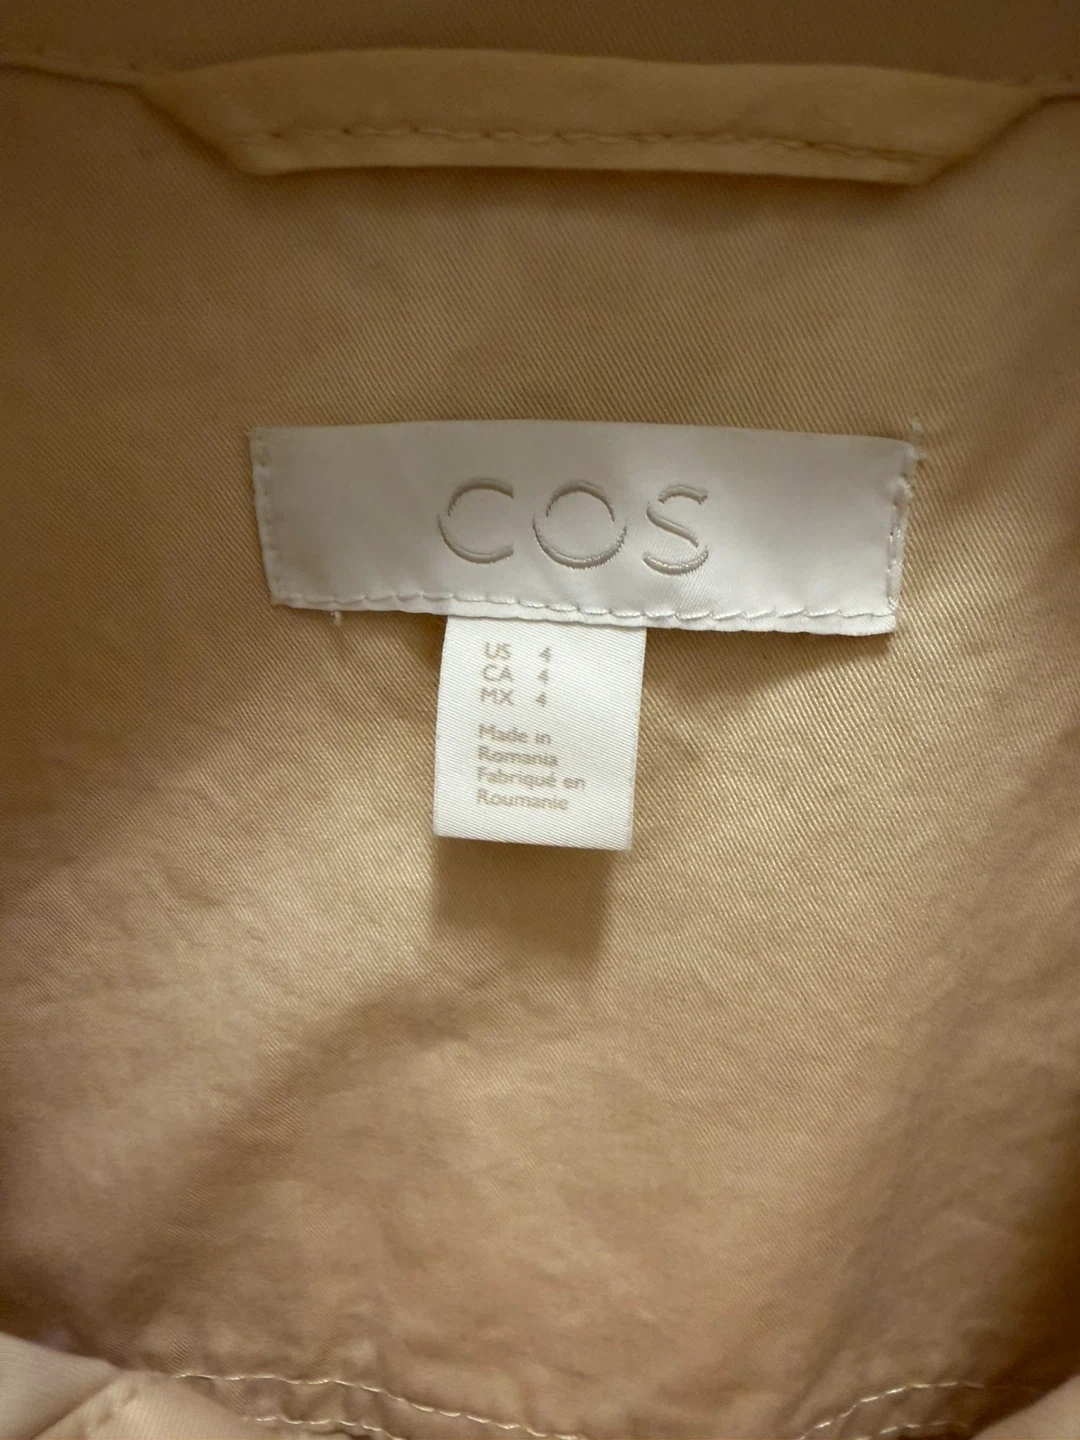 COS
US 4
CA 4
MX 4
Made in
Romania
Fabriqué en
Roumanie